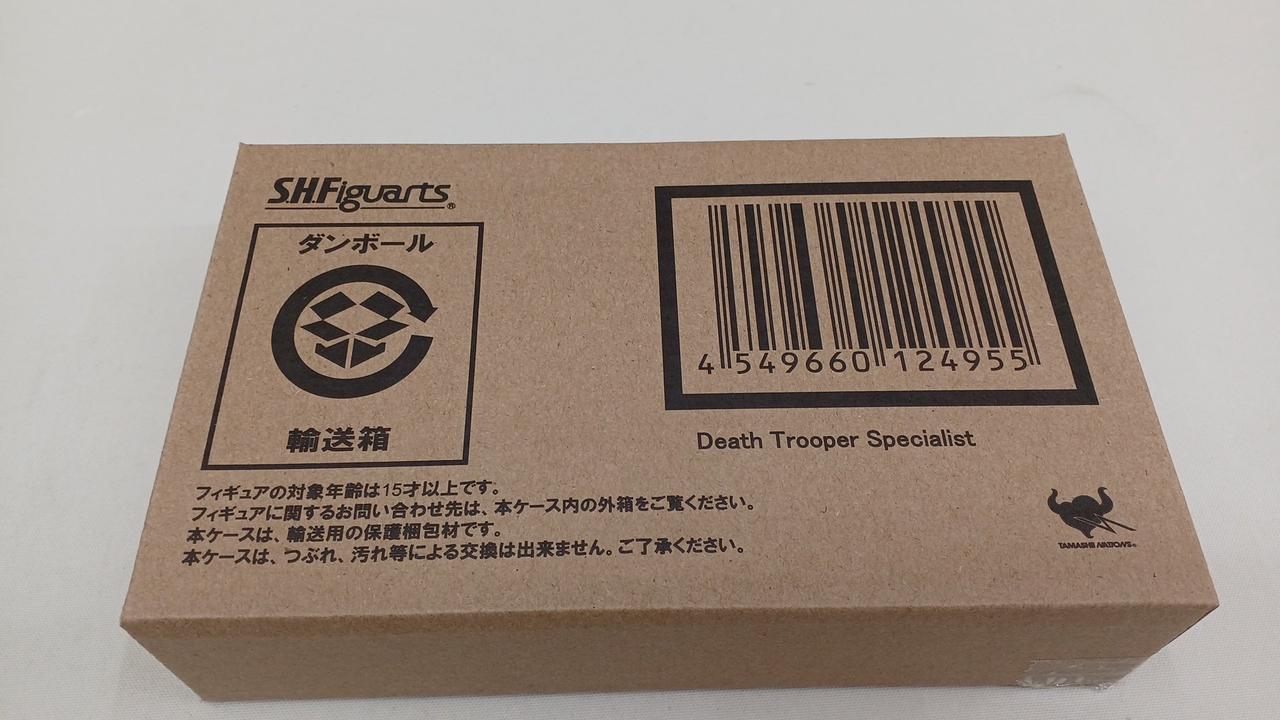 S.H.Figuarts®
ダンボール
輸送箱
4 549660 124955
Death Trooper Specialist
フィギュアの対象年齢は15才以上です。
フィギュアに関するお問い合わせ先は、本ケース内の外箱をご覧ください。
本ケースは、輸送用の保護梱包材です。
本ケースは、つぶれ、汚れ等による交換は出来ません。ご了承ください。
TAMASHII NATIONS®